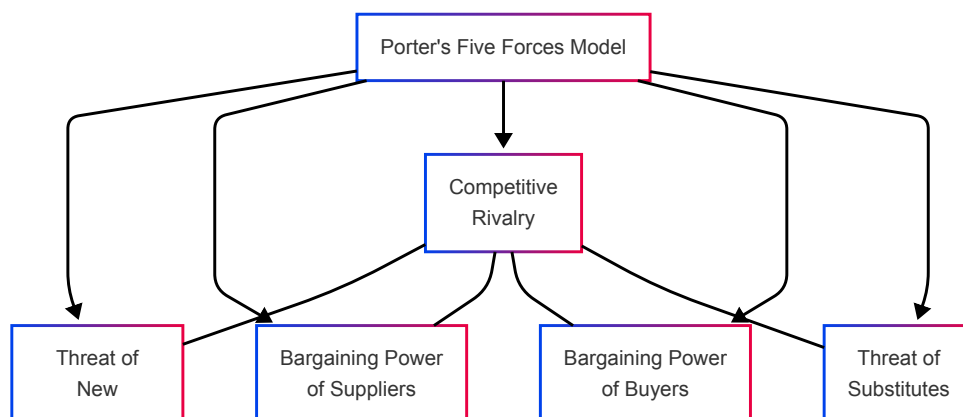 Porter's Five Forces Model
Competitive
Rivalry
Threat of
New
Bargaining Power
of Suppliers
Bargaining Power
of Buyers
Threat of
Substitutes